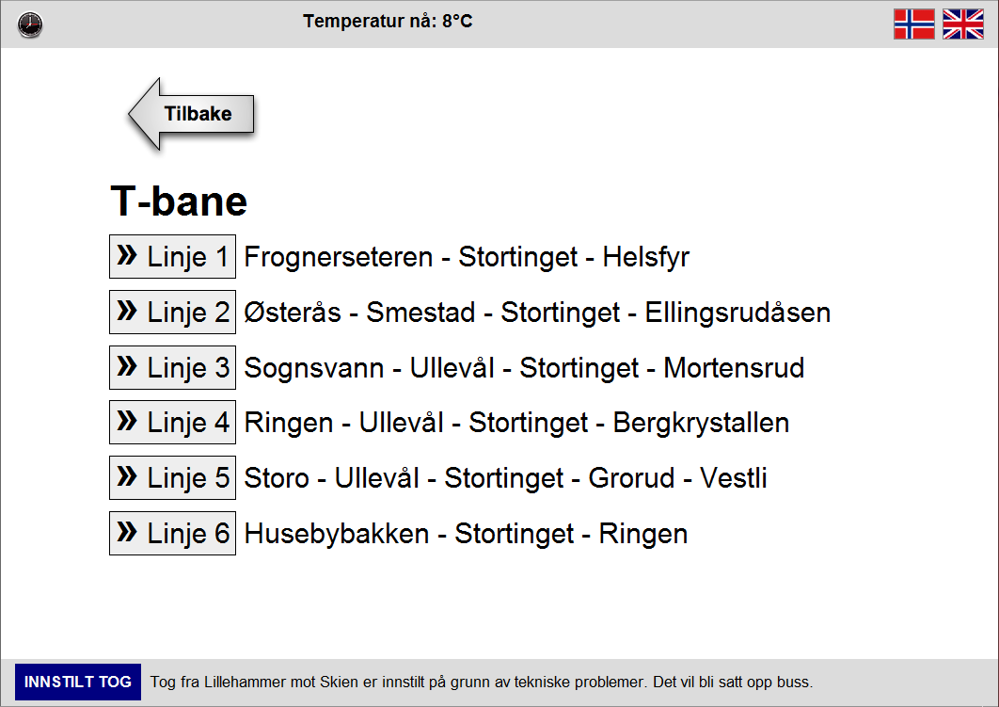 Temperatur nå: 8°C
Tilbake
T-bane
» Linje 1 Frognerseteren - Stortinget - Helsfyr
» Linje 2 Østerås - Smestad - Stortinget - Ellingsrudåsen
» Linje 3 Sognsvann - Ullevål - Stortinget - Mortensrud
» Linje 4 Ringen - Ullevål - Stortinget - Bergkrystallen
» Linje 5 Storo - Ullevål - Stortinget - Grorud - Vestli
» Linje 6 Husebybakken - Stortinget - Ringen
INNSTILT TOG Tog fra Lillehammer mot Skien er innstilt på grunn av tekniske problemer. Det vil bli satt opp buss.